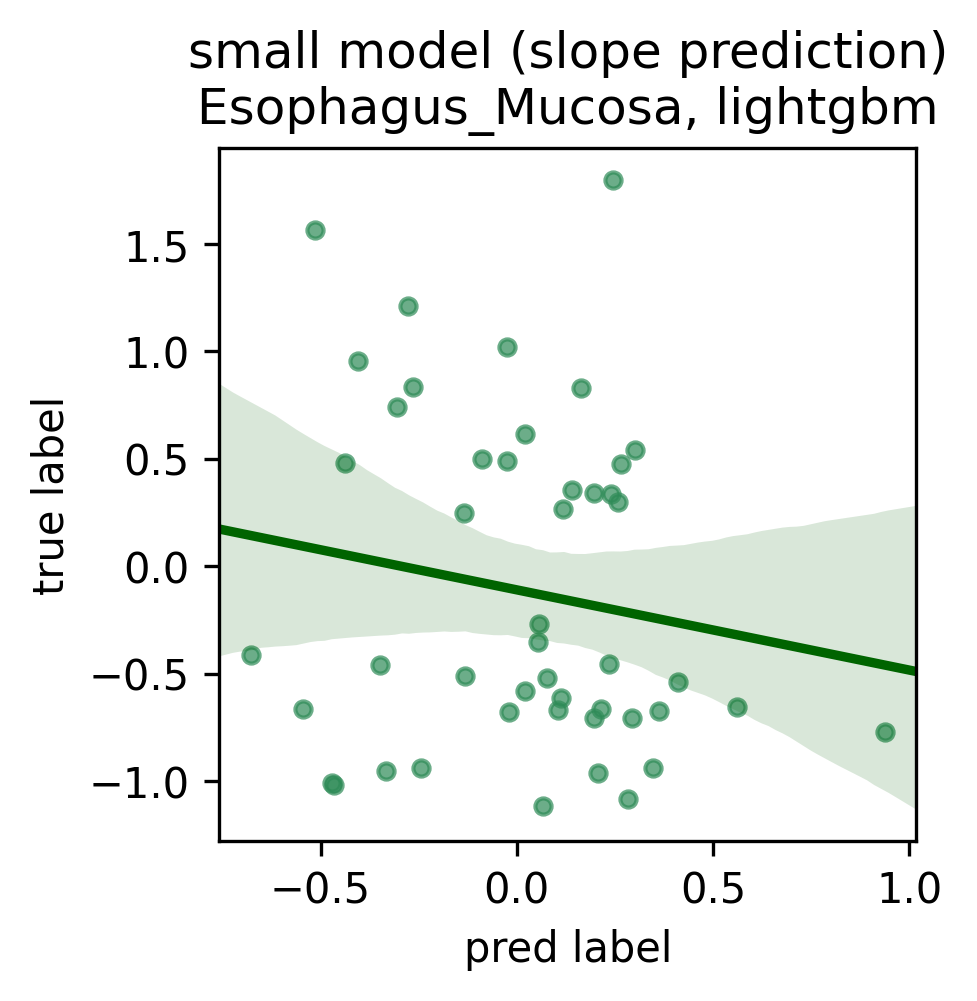 small model (slope prediction)
Esophagus_Mucosa, lightgbm
1.5
1.0
0.5
0.0
−0.5
−1.0
true label
−0.5 0.0 0.5 1.0
pred label